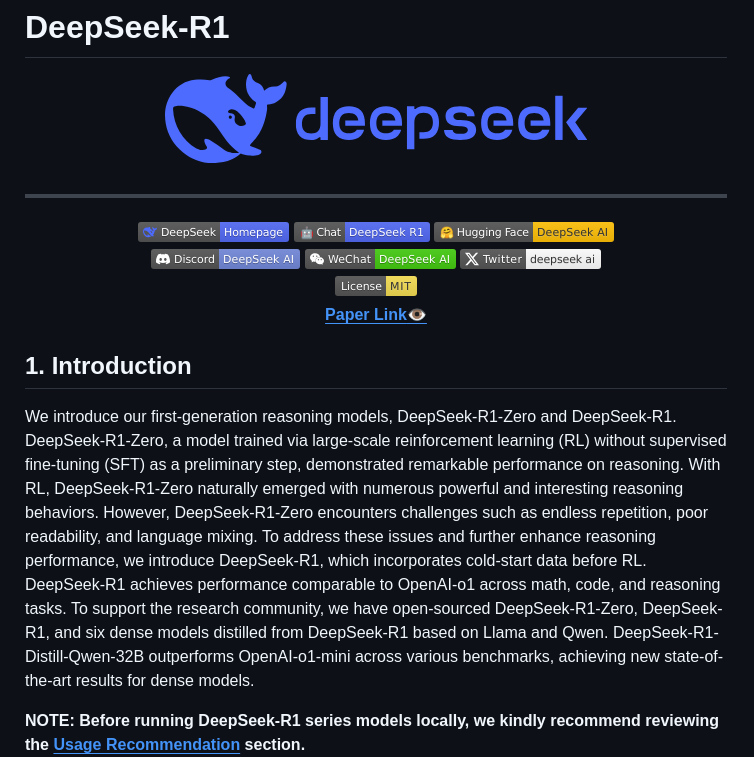 DeepSeek-R1
deepseek
DeepSeek Homepage Chat DeepSeek R1 Hugging Face DeepSeek AI
Discord DeepSeek AI WeChat DeepSeek AI Twitter deepseek ai
License MIT
Paper Link👁️
1. Introduction
We introduce our first-generation reasoning models, DeepSeek-R1-Zero and DeepSeek-R1.
DeepSeek-R1-Zero, a model trained via large-scale reinforcement learning (RL) without supervised
fine-tuning (SFT) as a preliminary step, demonstrated remarkable performance on reasoning. With
RL, DeepSeek-R1-Zero naturally emerged with numerous powerful and interesting reasoning
behaviors. However, DeepSeek-R1-Zero encounters challenges such as endless repetition, poor
readability, and language mixing. To address these issues and further enhance reasoning
performance, we introduce DeepSeek-R1, which incorporates cold-start data before RL.
DeepSeek-R1 achieves performance comparable to OpenAI-o1 across math, code, and reasoning
tasks. To support the research community, we have open-sourced DeepSeek-R1-Zero, DeepSeek-
R1, and six dense models distilled from DeepSeek-R1 based on Llama and Qwen. DeepSeek-R1-
Distill-Qwen-32B outperforms OpenAI-o1-mini across various benchmarks, achieving new state-of-
the-art results for dense models.
NOTE: Before running DeepSeek-R1 series models locally, we kindly recommend reviewing
the Usage Recommendation section.